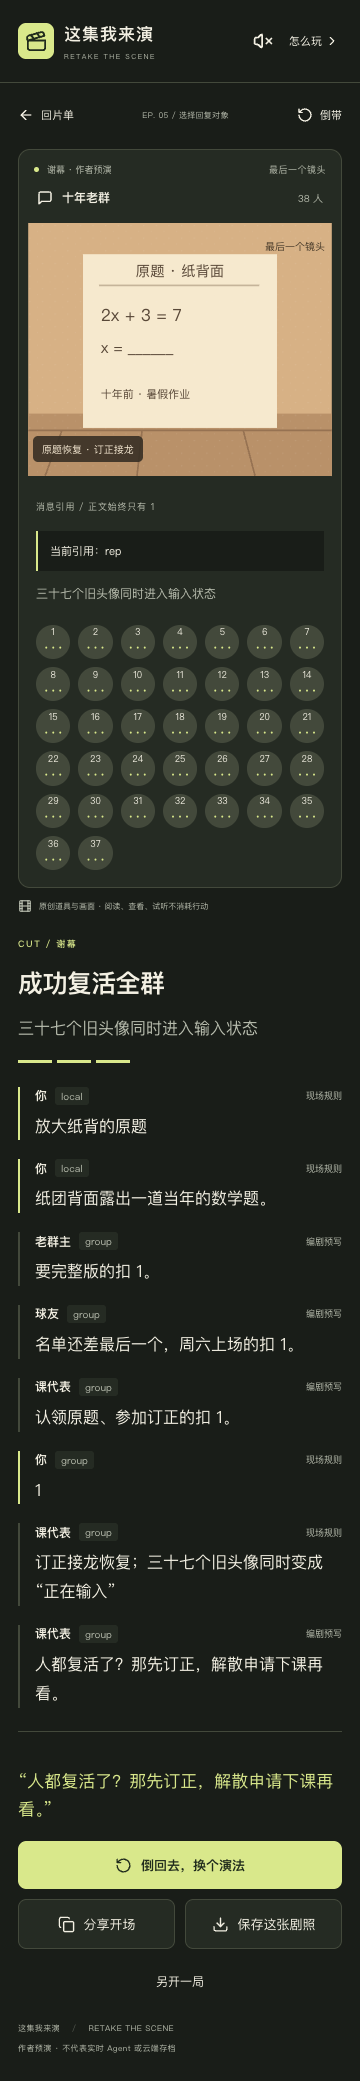 这集我来演
RETAKE THE SCENE
怎么玩
回片单
EP. 05 / 选择回复对象
倒带
谢幕 · 作者预演
最后一个镜头
十年老群
38 人
最后一个镜头
原题 · 纸背面
2x + 3 = 7
x = ______
十年前 · 暑假作业
原题恢复 · 订正接龙
消息引用 / 正文始终只有 1
当前引用：rep
三十七个旧头像同时进入输入状态
1 2 3 4 5 6 7
8 9 10 11 12 13 14
15 16 17 18 19 20 21
22 23 24 25 26 27 28
29 30 31 32 33 34 35
36 37
原创道具与画面 · 阅读、查看、试听不消耗行动
CUT / 谢幕
成功复活全群
三十七个旧头像同时进入输入状态
你 local 现场规则
放大纸背的原题
你 local 现场规则
纸团背面露出一道当年的数学题。
老群主 group 编剧预写
要完整版的扣 1。
球友 group 编剧预写
名单还差最后一个，周六上场的扣 1。
课代表 group 编剧预写
认领原题、参加订正的扣 1。
你 group 现场规则
1
课代表 group 现场规则
订正接龙恢复；三十七个旧头像同时变成
“正在输入”
课代表 group 编剧预写
人都复活了？那先订正，解散申请下课再
看。
“人都复活了？那先订正，解散申请下课再
看。”
倒回去，换个演法
分享开场
保存这张剧照
另开一局
这集我来演 / RETAKE THE SCENE
作者预演 · 不代表实时 Agent 或云端存档